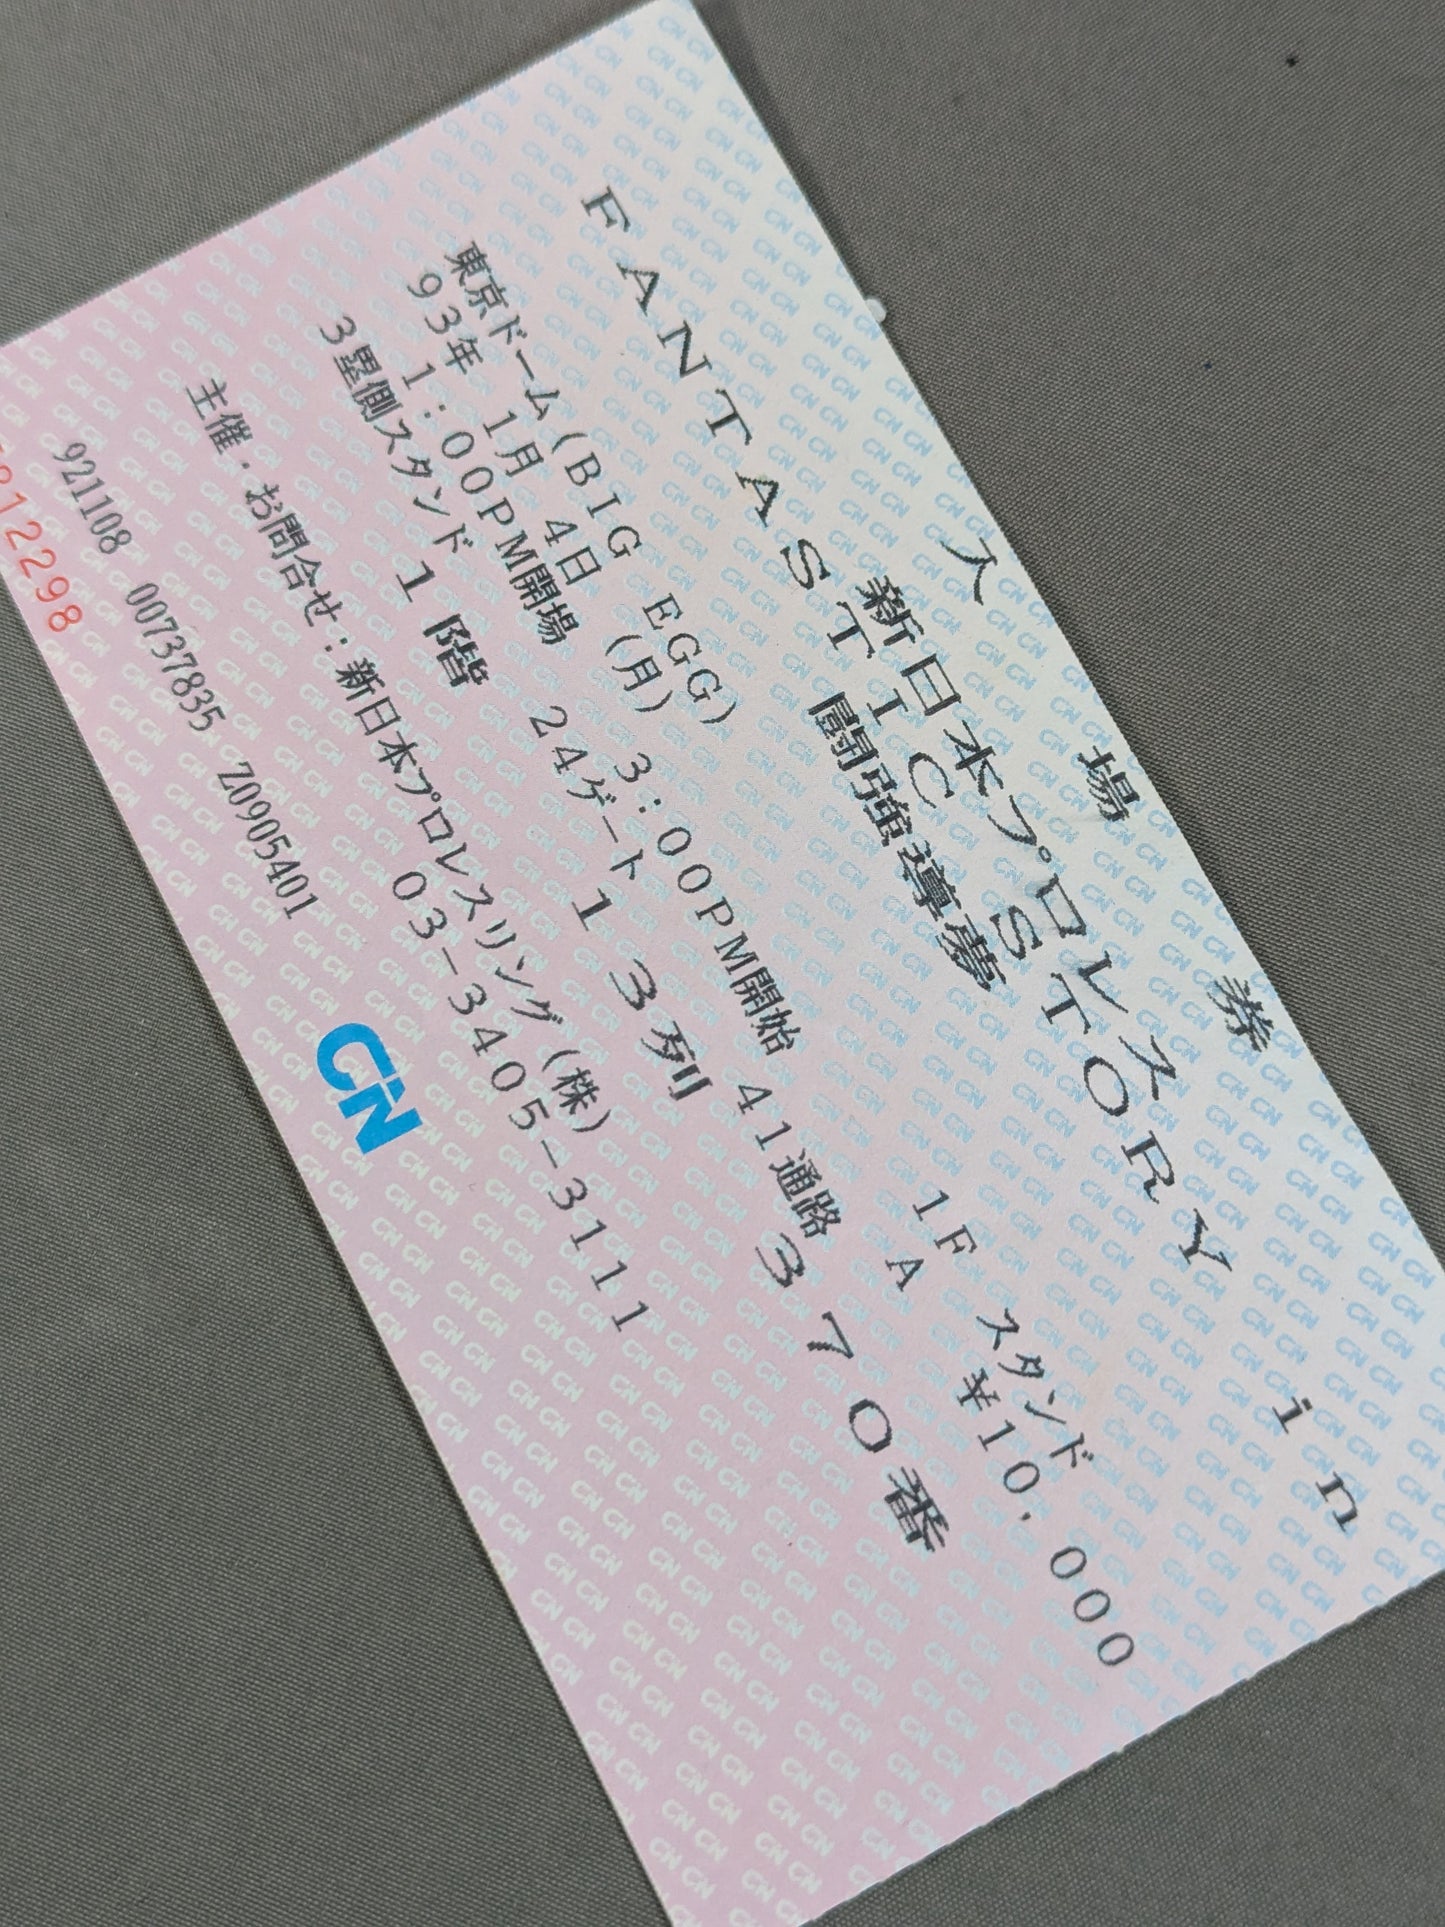 入場券
新日本プロレス
FANTASTIC STORY in
闘強導夢
東京ドーム(BIG EGG)
93年 1月 4日(月) 3:00PM開始 1F スタンド
1:00PM開場 A ¥10,000
3塁側スタンド 1階 24ゲート 41通路
13列 370番
主催・お問合せ:新日本プロレスリング(株)
03-3405-3111
921108 00737835 Z0905401
CN
812298